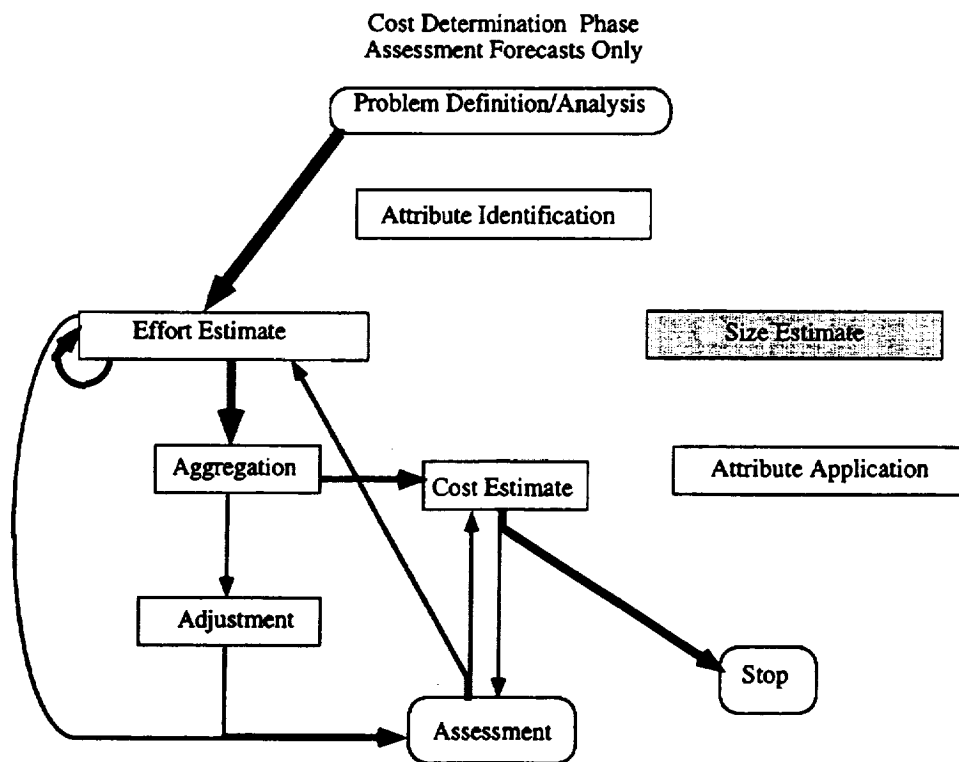 Cost Determination Phase
Assessment Forecasts Only
Problem Definition/Analysis
Attribute Identification
Effort Estimate
Size Estimate
Aggregation
Cost Estimate
Attribute Application
Adjustment
Stop
Assessment